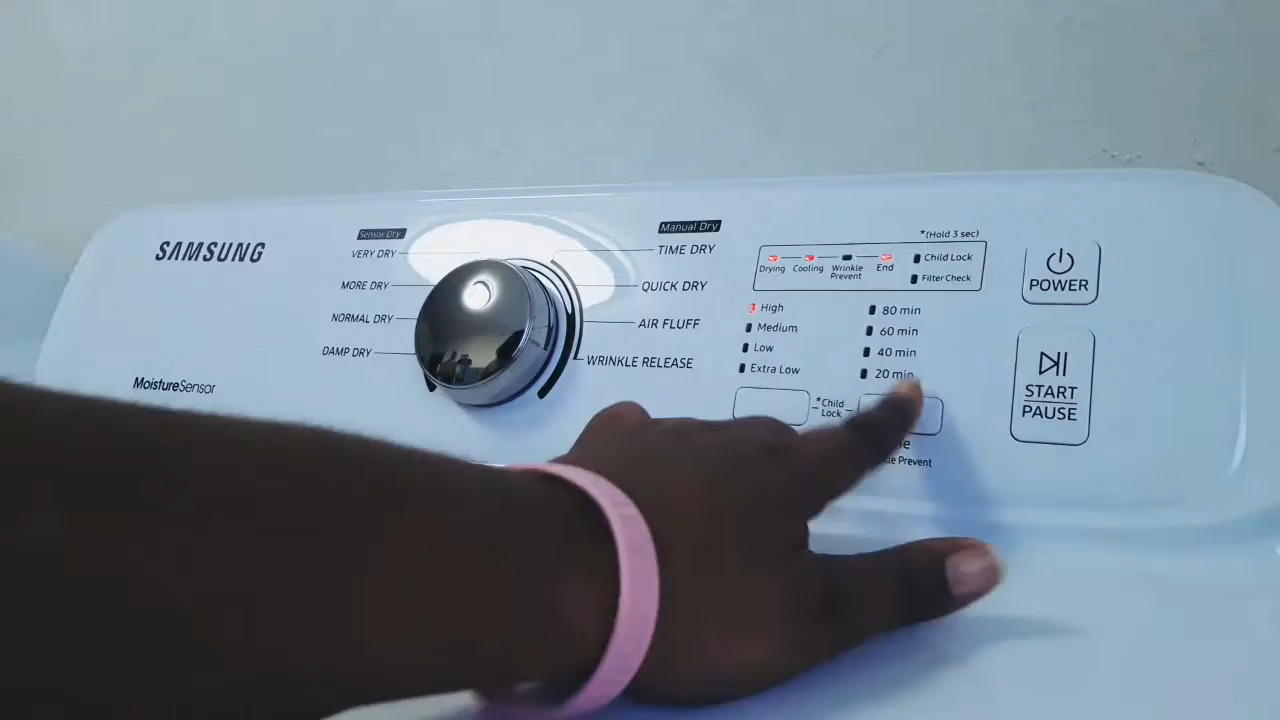 SAMSUNG
MoistureSensor
Sensor Dry
VERY DRY
MORE DRY
NORMAL DRY
DAMP DRY
Manual Dry
TIME DRY
QUICK DRY
AIR FLUFF
WRINKLE RELEASE
*(Hold 3 sec)
Drying
Cooling
Wrinkle
Prevent
End
Child Lock
Filter Check
High
Medium
Low
Extra Low
80 min
60 min
40 min
20 min
*Child
Lock
Prevent
POWER
START
PAUSE